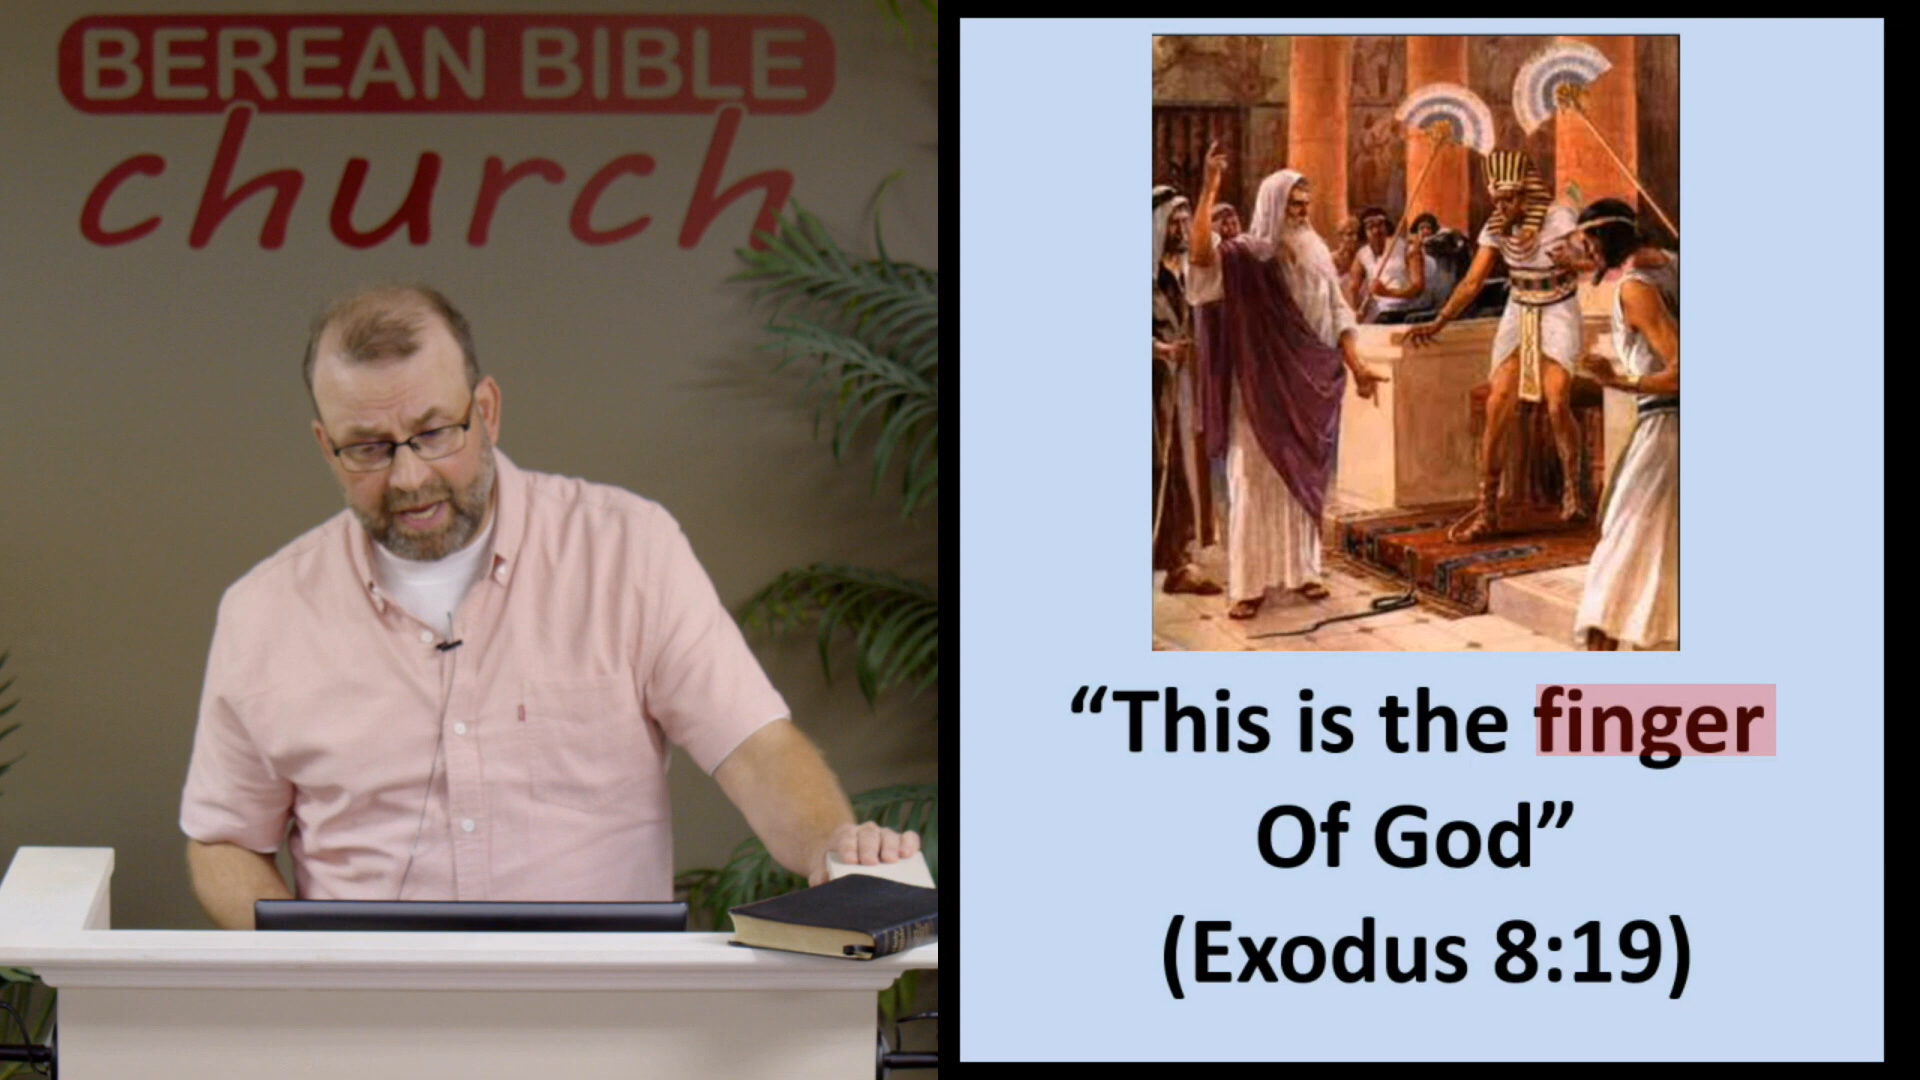 BEREAN BIBLE
church
“This is the finger
Of God”
(Exodus 8:19)